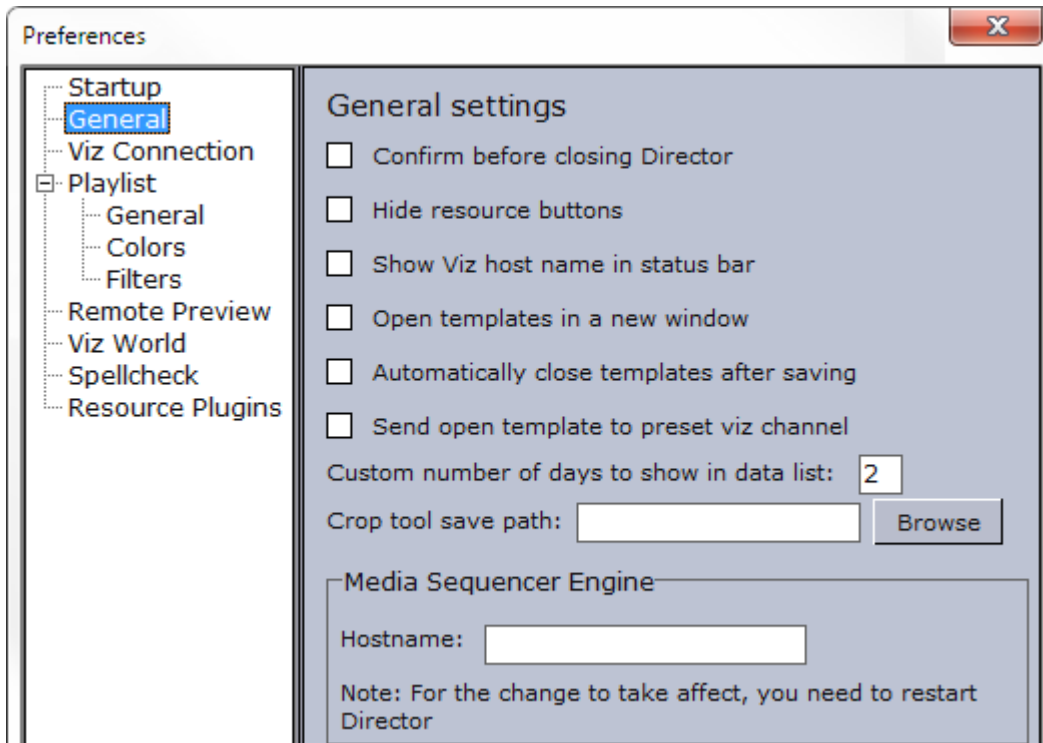 Preferences
Startup
General
Viz Connection
Playlist
General
Colors
Filters
Remote Preview
Viz World
Spellcheck
Resource Plugins
General settings
Confirm before closing Director
Hide resource buttons
Show Viz host name in status bar
Open templates in a new window
Automatically close templates after saving
Send open template to preset viz channel
Custom number of days to show in data list: 2
Crop tool save path: Browse
Media Sequencer Engine
Hostname:
Note: For the change to take affect, you need to restart
Director